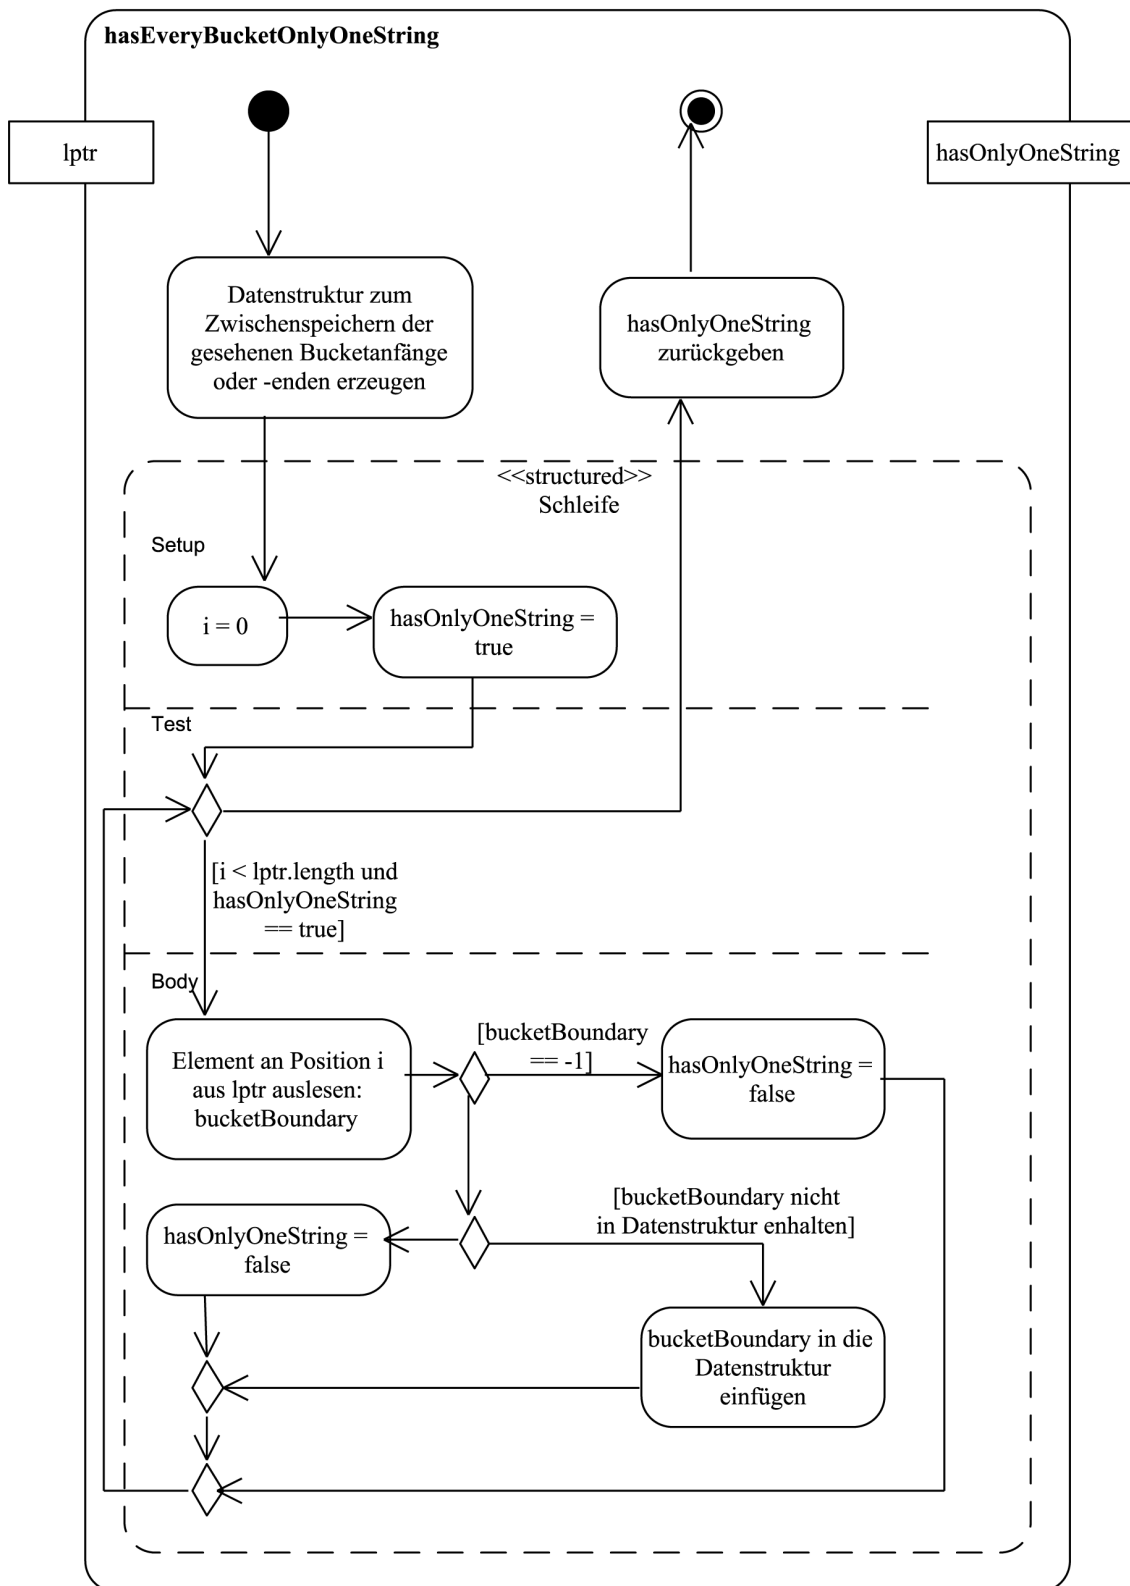 hasEveryBucketOnlyOneString
lptr
hasOnlyOneString
Datenstruktur zum
Zwischenspeichern der
gesehenen Bucketanfänge
oder -enden erzeugen
hasOnlyOneString
zurückgeben
<<structured>>
Schleife
Setup
i = 0
hasOnlyOneString =
true
Test
[i < lptr.length und
hasOnlyOneString
== true]
Body
Element an Position i
aus lptr auslesen:
bucketBoundary
[bucketBoundary
== -1]
hasOnlyOneString =
false
[bucketBoundary nicht
in Datenstruktur enhalten]
hasOnlyOneString =
false
bucketBoundary in die
Datenstruktur
einfügen